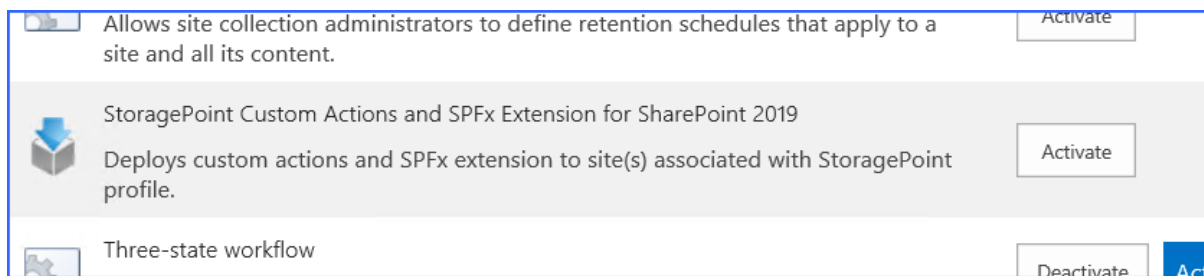 Allows site collection administrators to define retention schedules that apply to a
Activate
site and all its content.
StoragePoint Custom Actions and SPFx Extension for SharePoint 2019
Deploys custom actions and SPFx extension to site(s) associated with StoragePoint
profile.
Activate
Three-state workflow
Deactivate